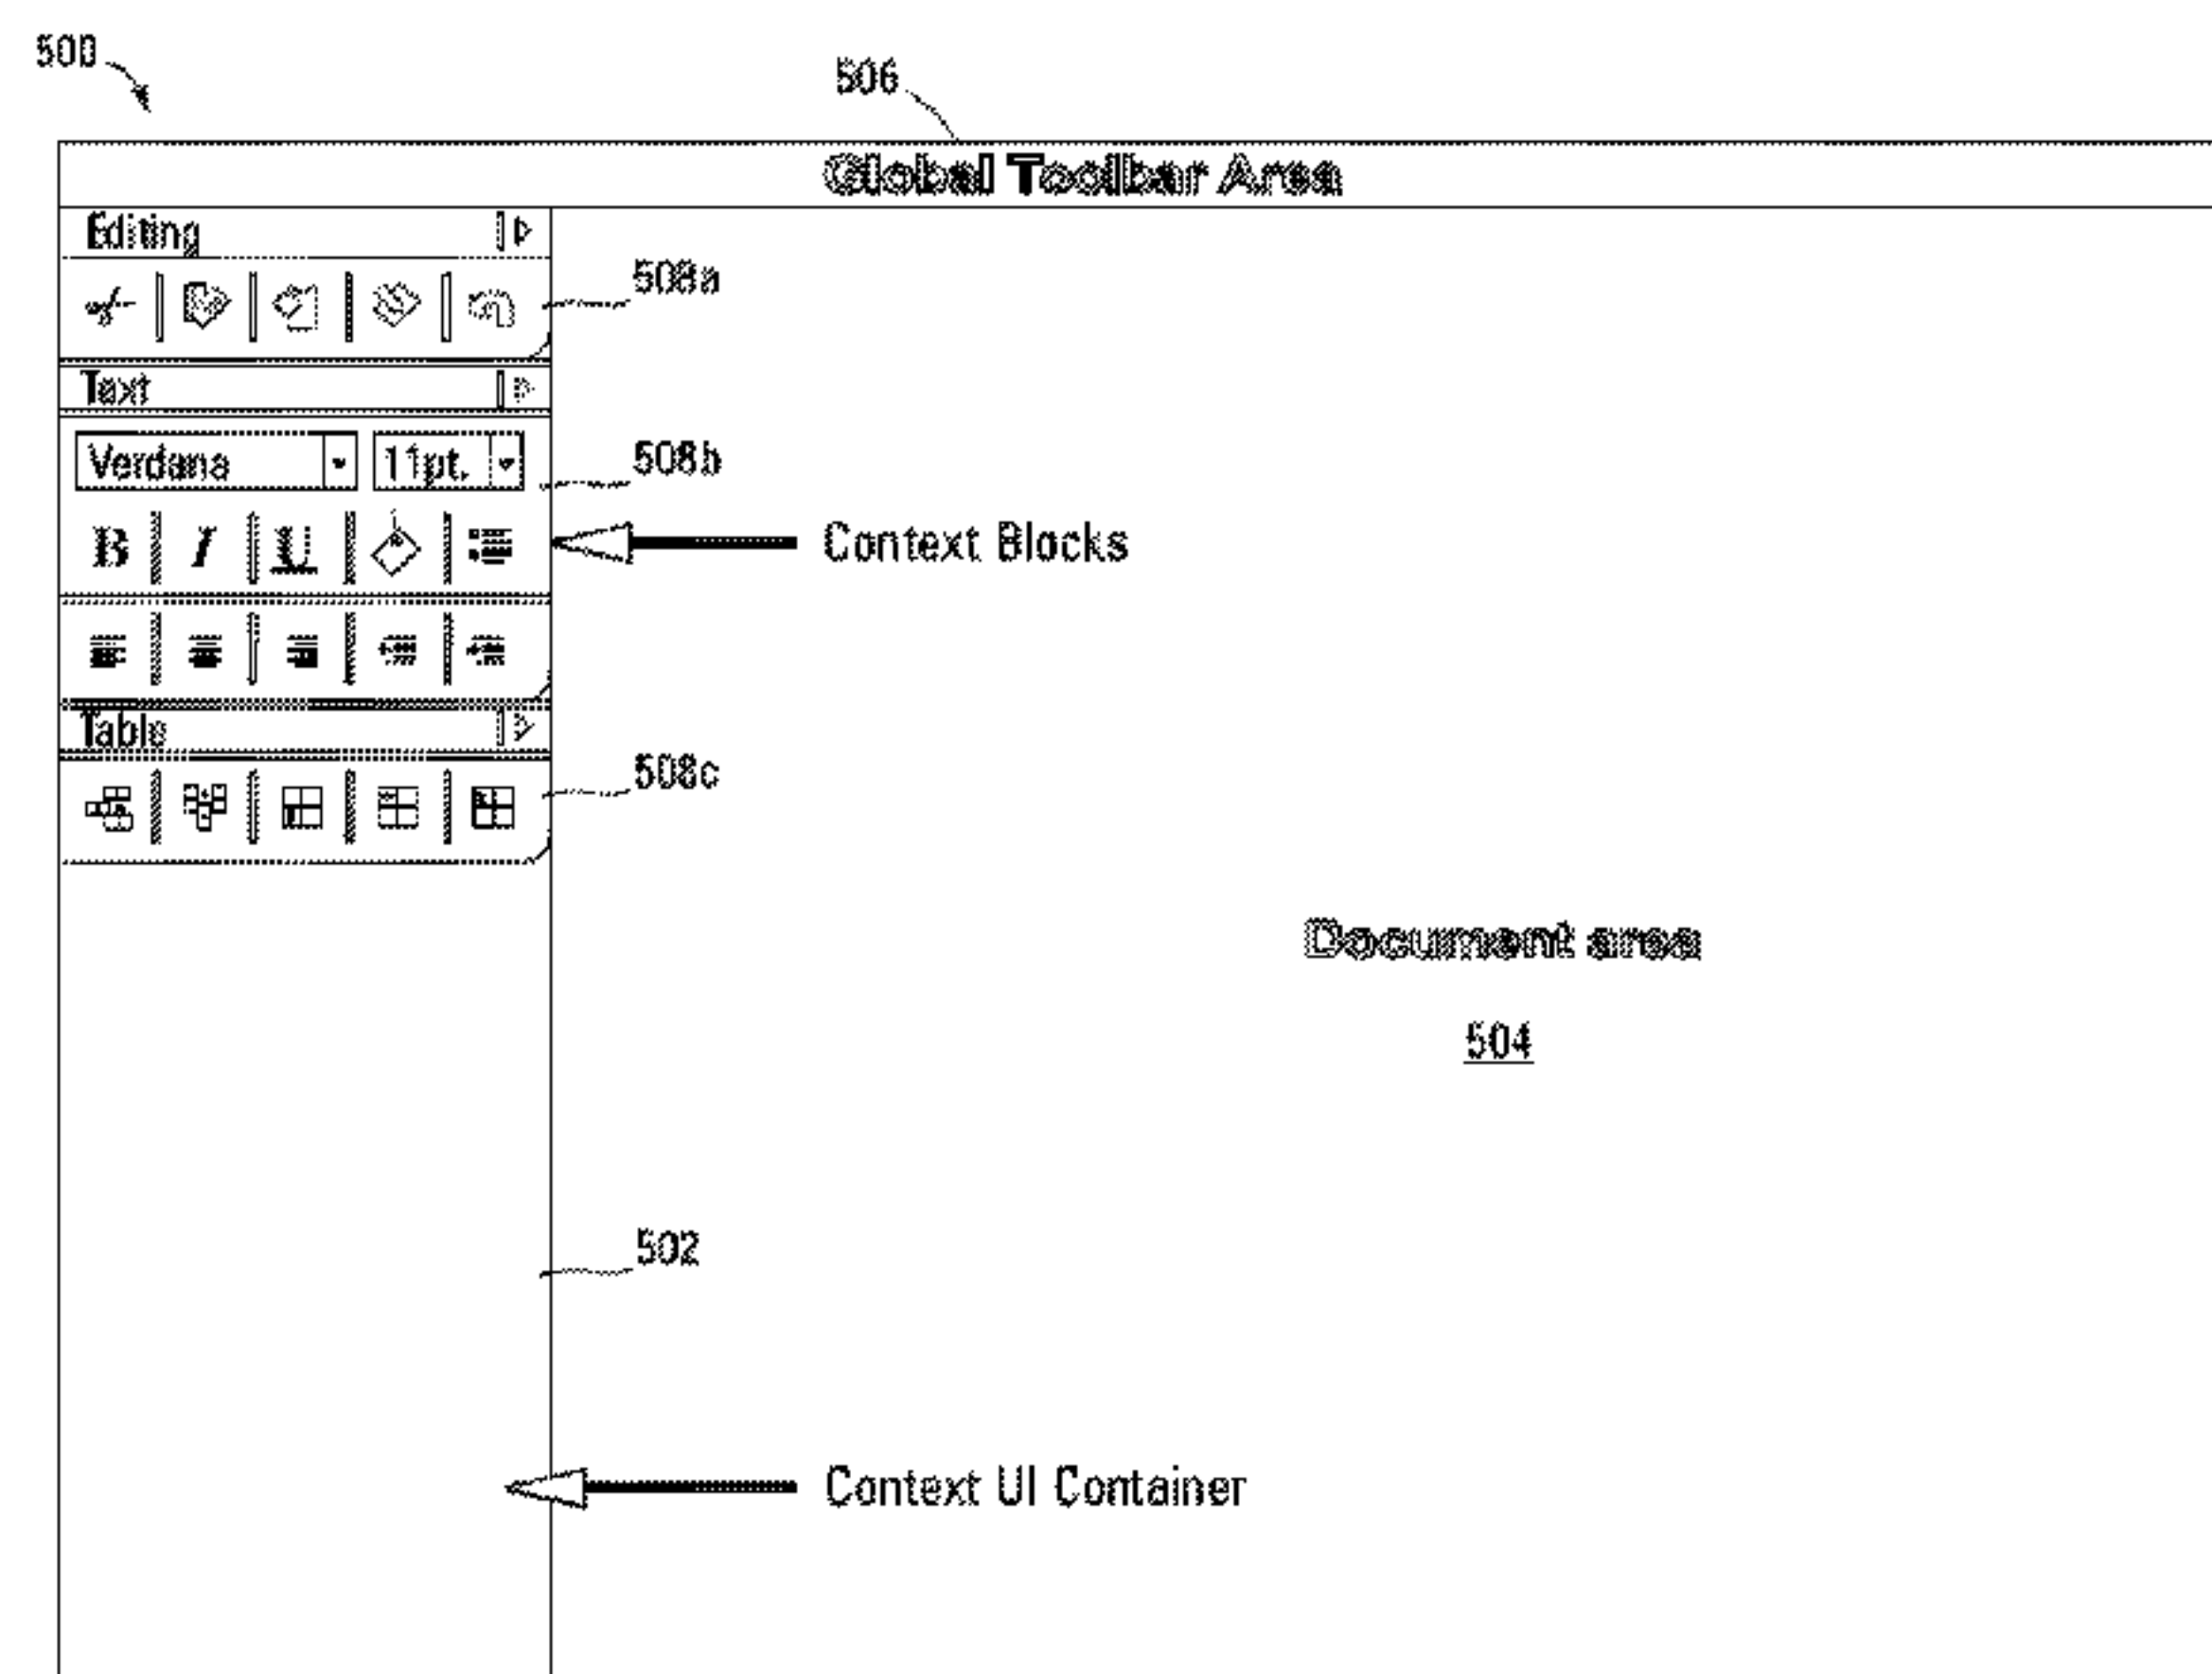 500
506
Global Toolbar Area
Editing
508a
Text
Verdana
11pt.
508b
B I U
Context Blocks
Table
508c
Document area
504
502
Context UI Container